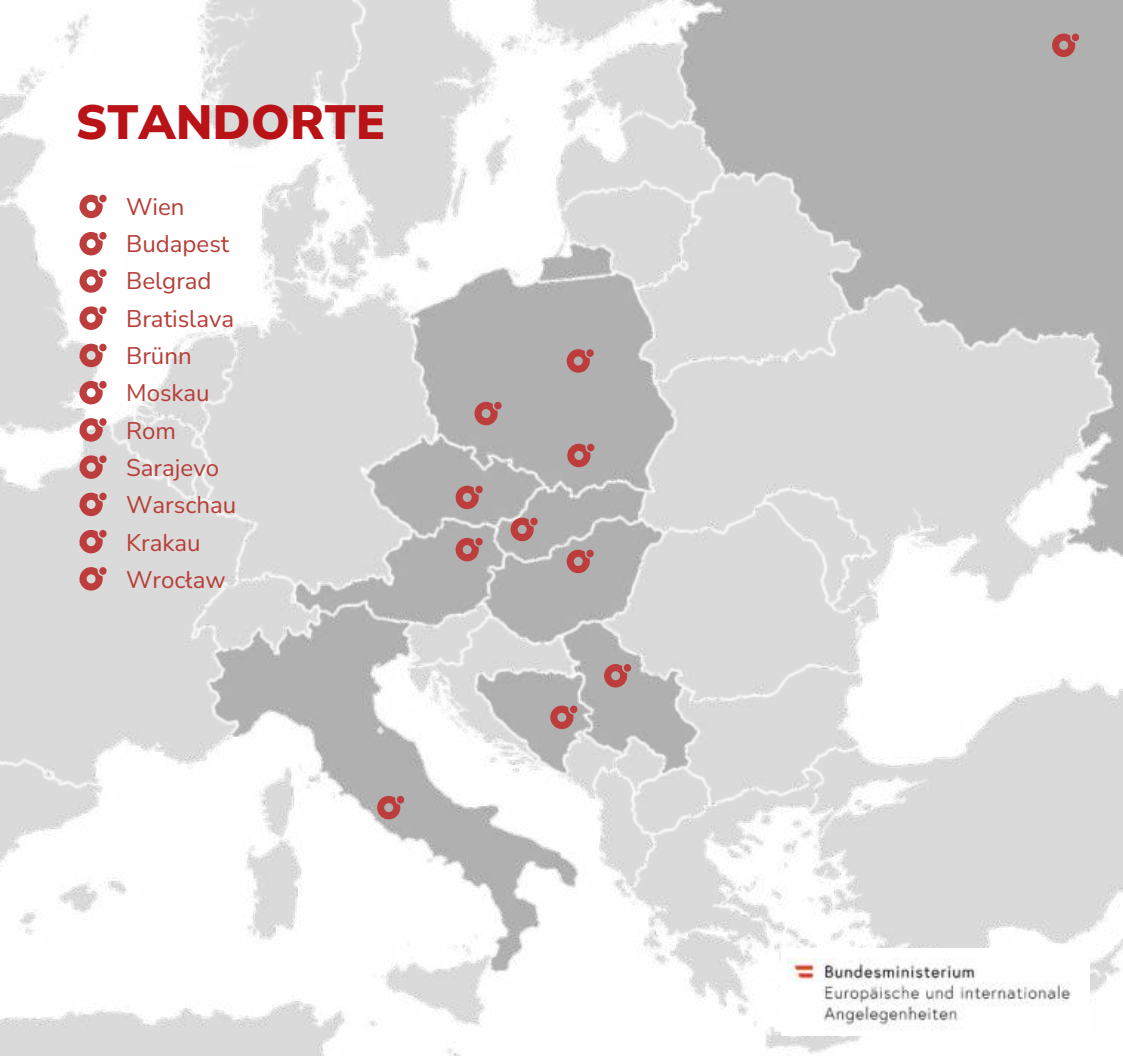 STANDORTE
Wien
Budapest
Belgrad
Bratislava
Brünn
Moskau
Rom
Sarajevo
Warschau
Krakau
Wrocław
Bundesministerium
Europäische und internationale
Angelegenheiten